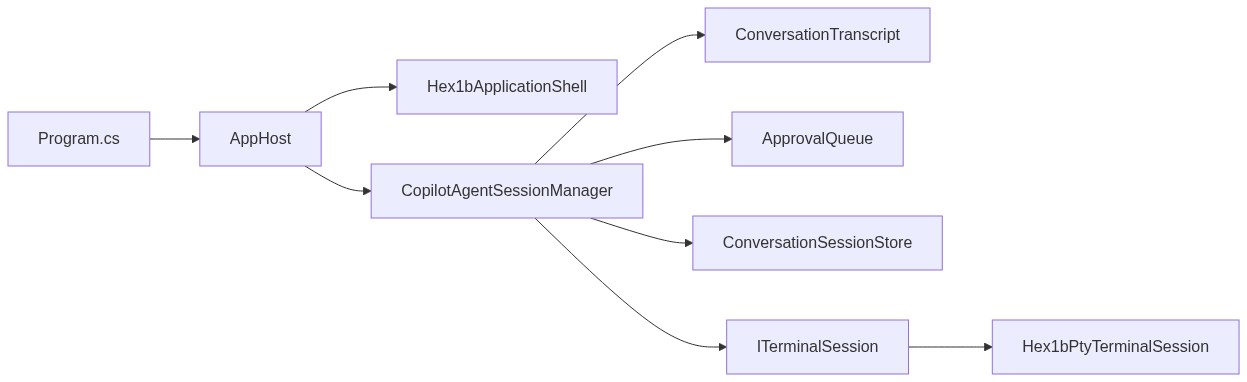 Program.cs
AppHost
Hex1bApplicationShell
CopilotAgentSessionManager
ConversationTranscript
ApprovalQueue
ConversationSessionStore
ITerminalSession
Hex1bPtyTerminalSession